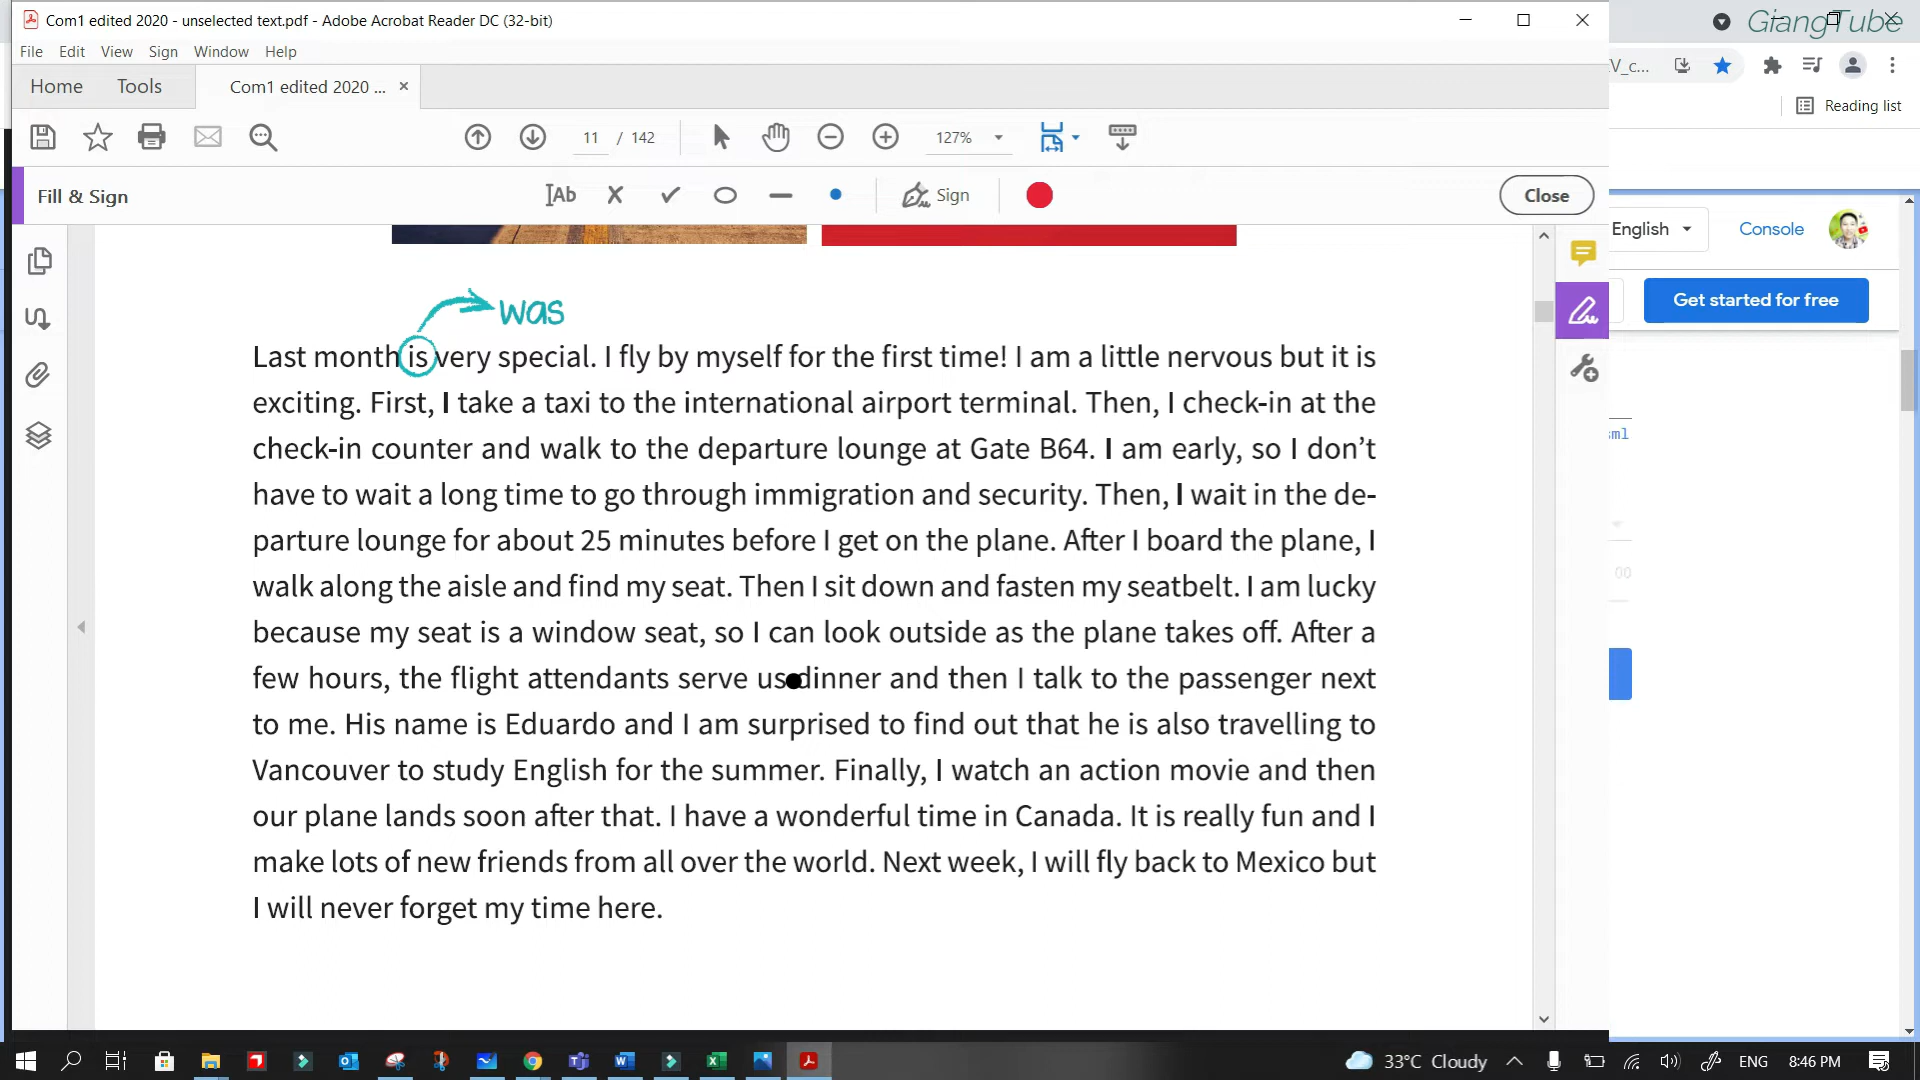 Com1 edited 2020 - unselected text.pdf - Adobe Acrobat Reader DC (32-bit)
GiangTube
File Edit View Sign Window Help
V_c...
Home Tools Com1 edited 2020 ... ×
Reading list
11 / 142 127%
Fill & Sign
IAb Sign Close
English Console
Get started for free
was
Last month is very special. I fly by myself for the first time! I am a little nervous but it is
exciting. First, I take a taxi to the international airport terminal. Then, I check-in at the
check-in counter and walk to the departure lounge at Gate B64. I am early, so I don’t
have to wait a long time to go through immigration and security. Then, I wait in the de-
parture lounge for about 25 minutes before I get on the plane. After I board the plane, I
walk along the aisle and find my seat. Then I sit down and fasten my seatbelt. I am lucky
because my seat is a window seat, so I can look outside as the plane takes off. After a
few hours, the flight attendants serve us dinner and then I talk to the passenger next
to me. His name is Eduardo and I am surprised to find out that he is also travelling to
Vancouver to study English for the summer. Finally, I watch an action movie and then
our plane lands soon after that. I have a wonderful time in Canada. It is really fun and I
make lots of new friends from all over the world. Next week, I will fly back to Mexico but
I will never forget my time here.
sml
00
33°C Cloudy ENG 8:46 PM